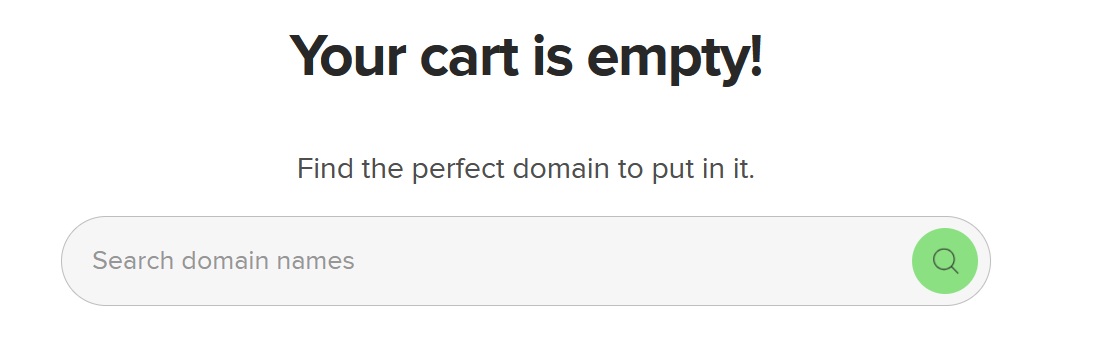 Your cart is empty!
Find the perfect domain to put in it.
Search domain names